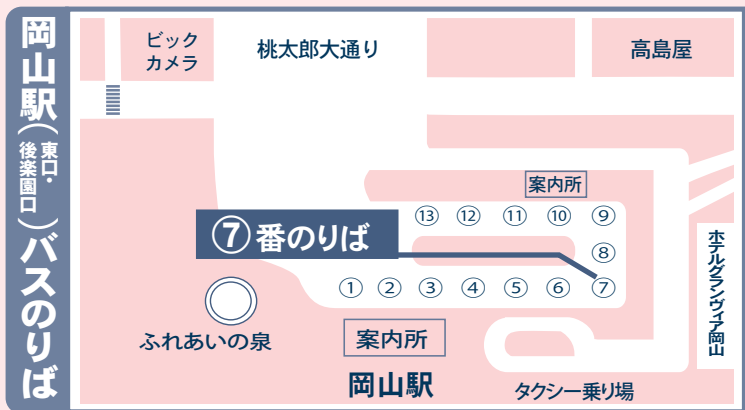 岡山駅(東口・後楽園口)バスのりば
ビック
カメラ
桃太郎大通り
高島屋
案内所
⑬ ⑫ ⑪ ⑩ ⑨
⑦番のりば
⑧
① ② ③ ④ ⑤ ⑥ ⑦
ホテルグランヴィア岡山
ふれあいの泉
案内所
岡山駅
タクシー乗り場